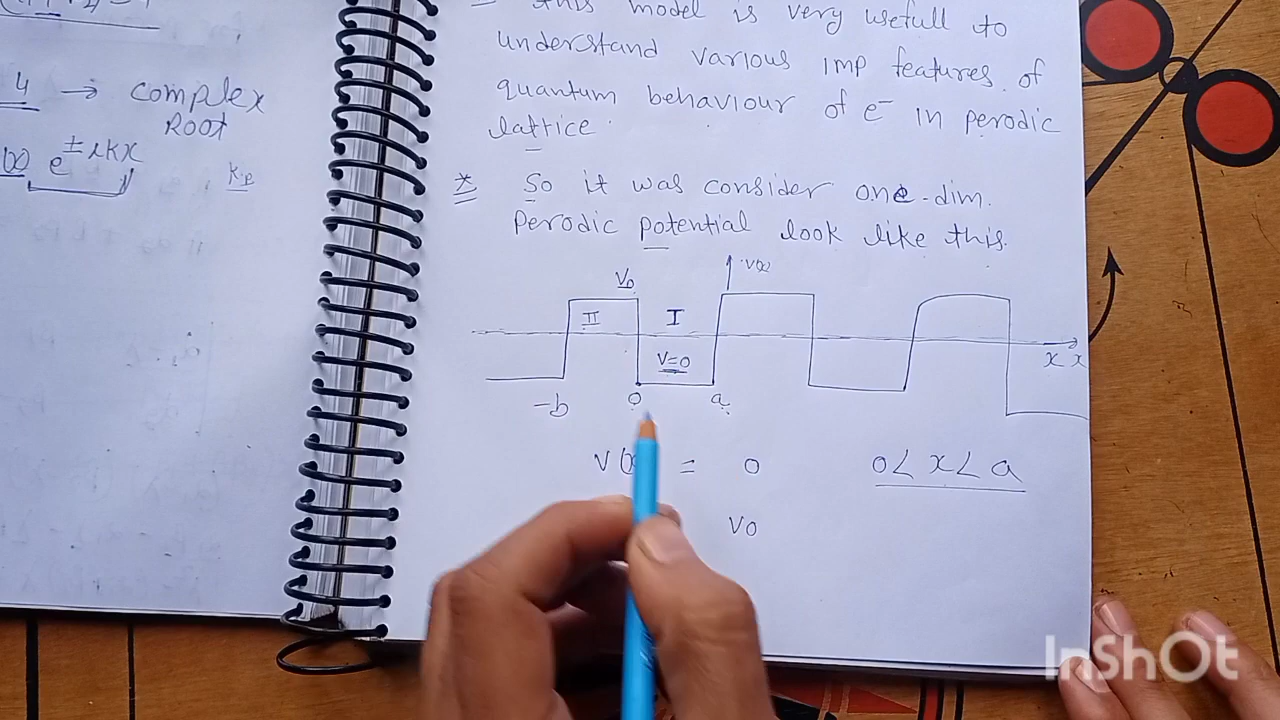 4 → complex
Root
e^±ikx
K.p
This model is very usefull to
understand various imp features of
quantum behaviour of e⁻ in perodic
lattice.
* So it was consider one-dim.
Perodic potential look like this.
V0 V(x)
II I
V=0 x x
-b 0 a
V(x = 0 0< x< a
V0
InShOt